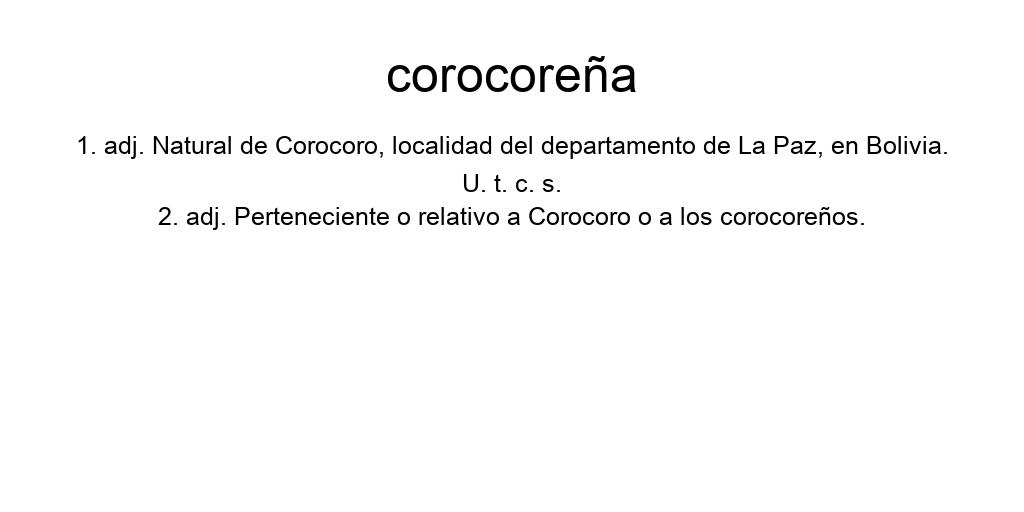 corocoreña
1. adj. Natural de Corocoro, localidad del departamento de La Paz, en Bolivia.
U. t. c. s.
2. adj. Perteneciente o relativo a Corocoro o a los corocoreños.